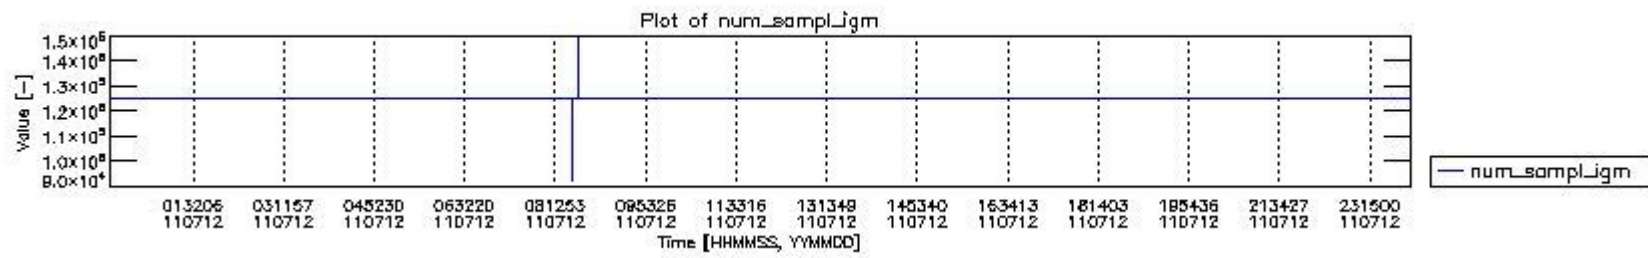 Plot of num_sampl_igm
1.5×10⁵
1.4×10⁵
1.3×10⁵
1.2×10⁵
1.1×10⁵
1.0×10⁵
9.0×10⁴
Value [-]
013206 031157 045230 063220 081253 095326 113316 131349 145340 163413 181403 195436 213427 231500
110712 110712 110712 110712 110712 110712 110712 110712 110712 110712 110712 110712 110712 110712
Time [HHMMSS, YYMMDD]
num_sampl_igm